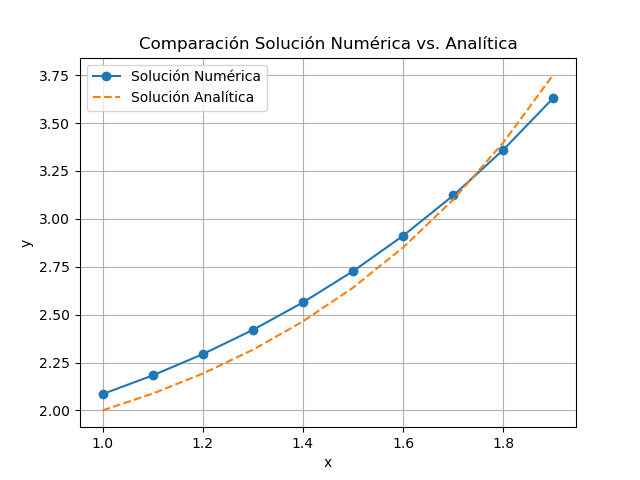 Comparación Solución Numérica vs. Analítica
Solución Numérica
Solución Analítica
y
3.75
3.50
3.25
3.00
2.75
2.50
2.25
2.00
1.0 1.2 1.4 1.6 1.8
x